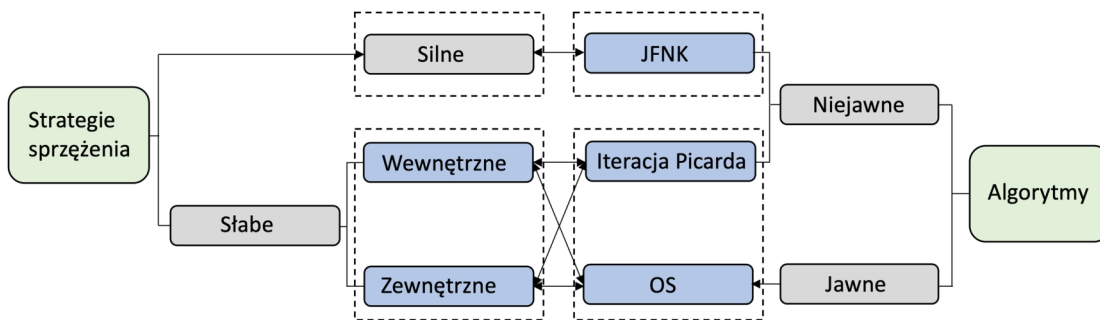 Silne
JFNK
Strategie
sprzężenia
Niejawne
Wewnętrzne
Iteracja Picarda
Algorytmy
Słabe
Zewnętrzne
OS
Jawne